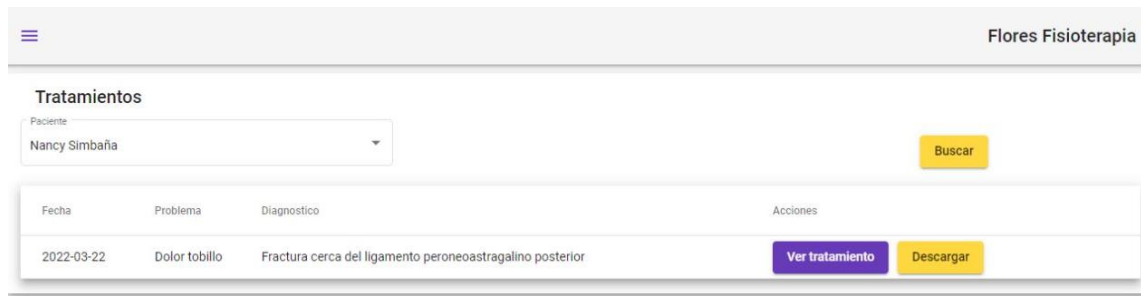 Flores Fisioterapia
Tratamientos
Paciente
Nancy Simbaña
Buscar
Fecha Problema Diagnostico Acciones
2022-03-22 Dolor tobillo Fractura cerca del ligamento peroneoastragalino posterior Ver tratamiento Descargar